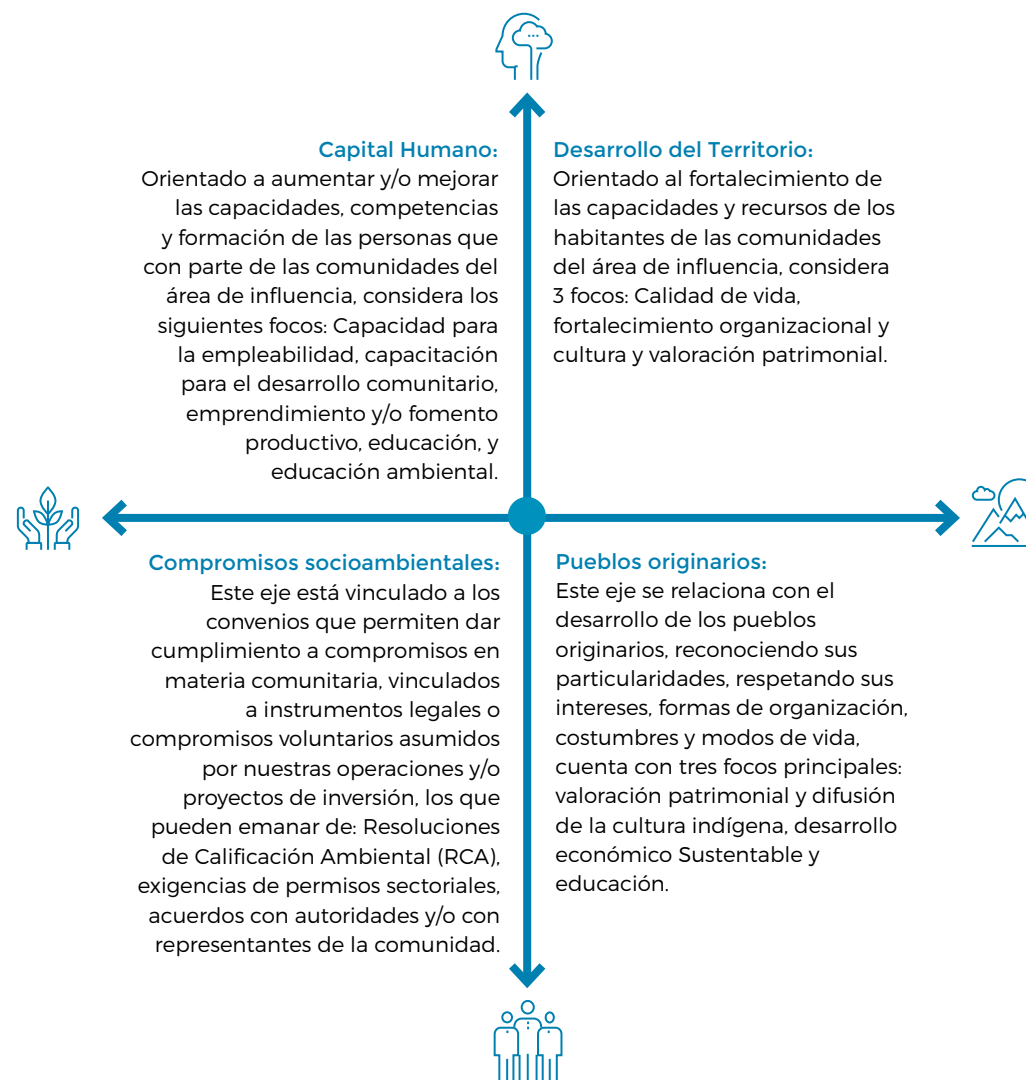 Capital Humano:
Orientado a aumentar y/o mejorar
las capacidades, competencias
y formación de las personas que
con parte de las comunidades del
área de influencia, considera los
siguientes focos: Capacidad para
la empleabilidad, capacitación
para el desarrollo comunitario,
emprendimiento y/o fomento
productivo, educación, y
educación ambiental.
Desarrollo del Territorio:
Orientado al fortalecimiento de
las capacidades y recursos de los
habitantes de las comunidades
del área de influencia, considera
3 focos: Calidad de vida,
fortalecimiento organizacional y
cultura y valoración patrimonial.
Compromisos socioambientales:
Este eje está vinculado a los
convenios que permiten dar
cumplimiento a compromisos en
materia comunitaria, vinculados
a instrumentos legales o
compromisos voluntarios asumidos
por nuestras operaciones y/o
proyectos de inversión, los que
pueden emanar de: Resoluciones
de Calificación Ambiental (RCA),
exigencias de permisos sectoriales,
acuerdos con autoridades y/o con
representantes de la comunidad.
Pueblos originarios:
Este eje se relaciona con el
desarrollo de los pueblos
originarios, reconociendo sus
particularidades, respetando sus
intereses, formas de organización,
costumbres y modos de vida,
cuenta con tres focos principales:
valoración patrimonial y difusión
de la cultura indígena, desarrollo
económico Sustentable y
educación.